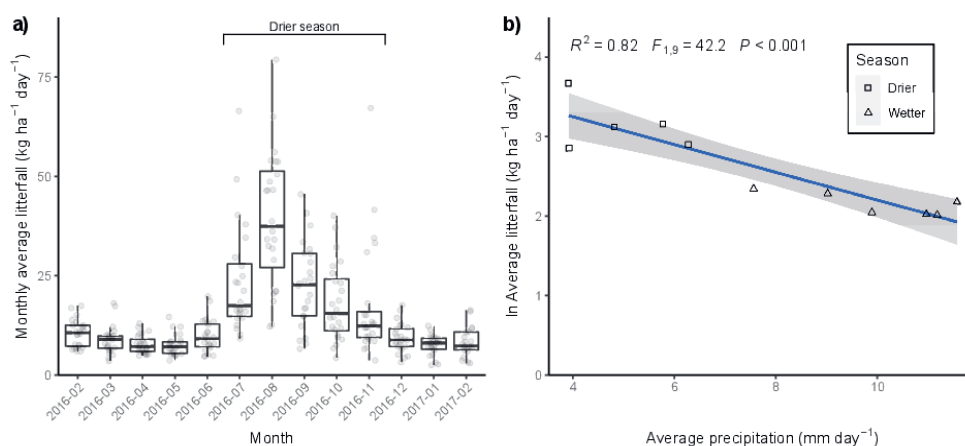 a)
Drier season
Monthly average litterfall (kg ha⁻¹ day⁻¹)
75
50
25
0
2016-02
2016-03
2016-04
2016-05
2016-06
2016-07
2016-08
2016-09
2016-10
2016-11
2016-12
2017-01
2017-02
Month
b)
R² = 0.82 F₁,₉ = 42.2 P < 0.001
Season
Drier
Wetter
ln Average litterfall (kg ha⁻¹ day⁻¹)
4
3
2
1
0
4
6
8
10
Average precipitation (mm day⁻¹)